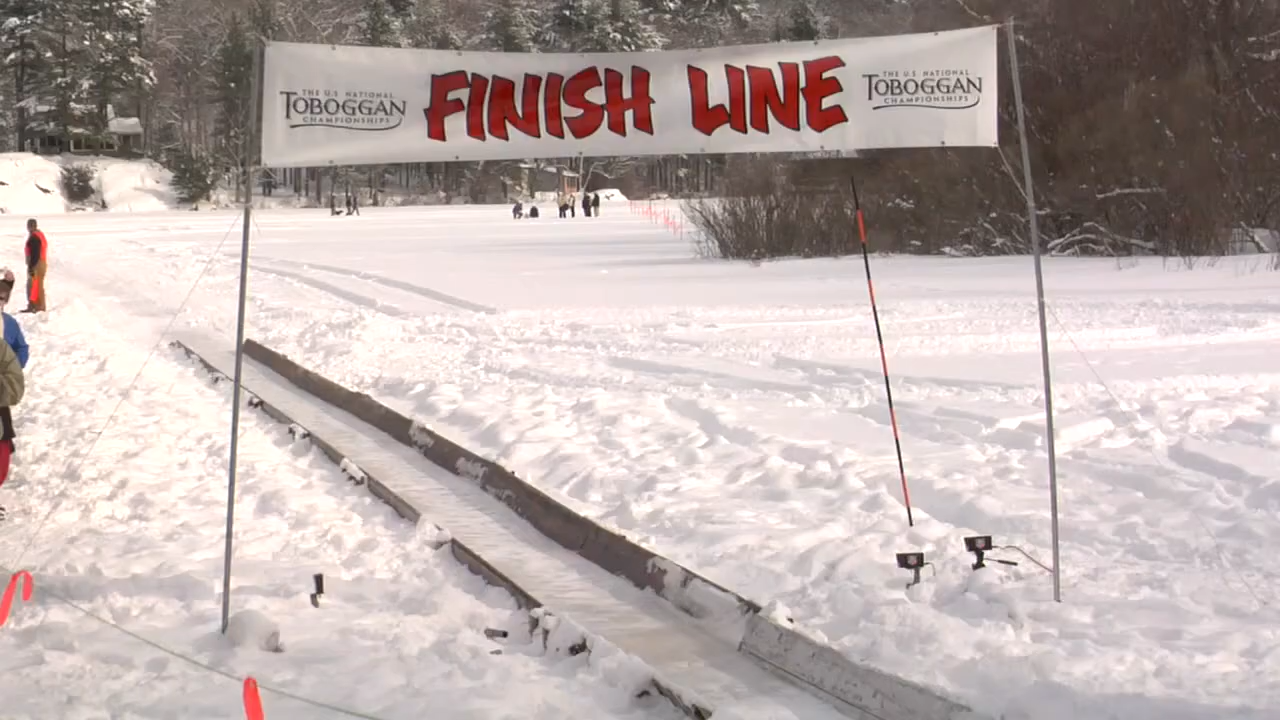 THE U.S. NATIONAL
TOBOGGAN
CHAMPIONSHIPS
FINISH LINE
THE U.S. NATIONAL
TOBOGGAN
CHAMPIONSHIPS